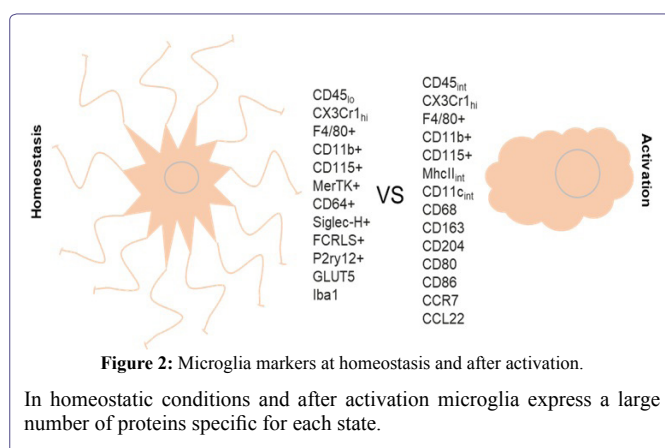 Homeostasis
CD45lo
CX3Cr1hi
F4/80+
CD11b+
CD115+
MerTK+
CD64+
Siglec-H+
FCRLS+
P2ry12+
GLUT5
Iba1
VS
CD45int
CX3Cr1hi
F4/80+
CD11b+
CD115+
MhcIIint
CD11cint
CD68
CD163
CD204
CD80
CD86
CCR7
CCL22
Activation
Figure 2: Microglia markers at homeostasis and after activation.
In homeostatic conditions and after activation microglia express a large
number of proteins specific for each state.